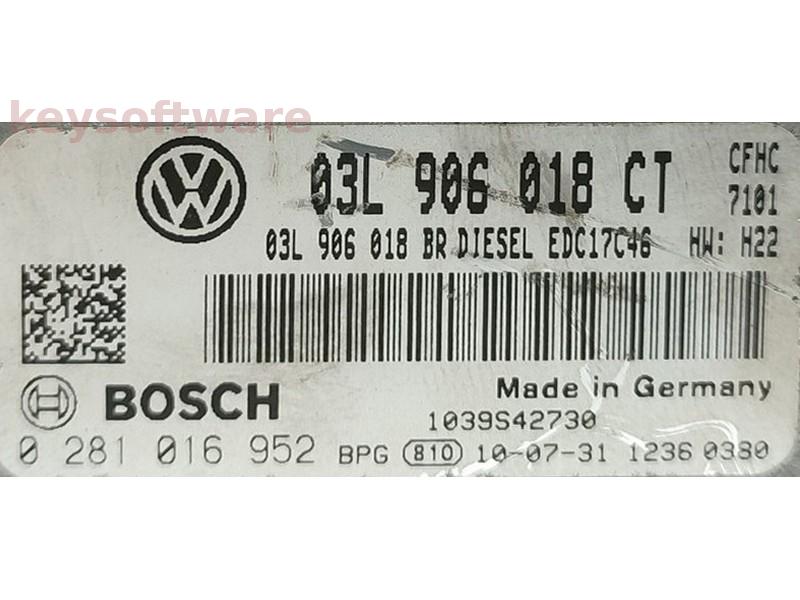 keysoftware
03L 906 018 CT
CFHC
7101
03L 906 018 BR DIESEL EDC17C46 HW: H22
BOSCH
Made in Germany
1039S42730
0 281 016 952 BPG 810 10-07-31 1236 0380